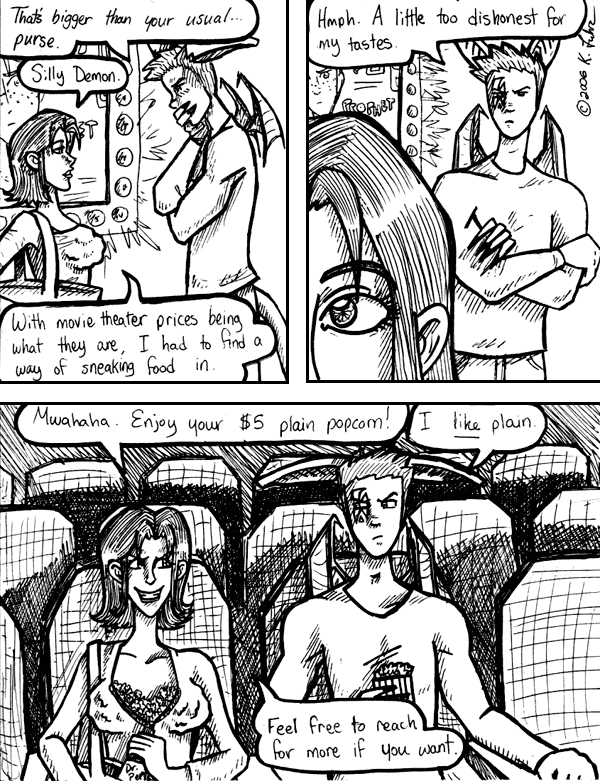 That's bigger than your usual...
purse.
Silly Demon.
With movie theater prices being
what they are, I had to find a
way of sneaking food in.
Hmph. A little too dishonest for
my tastes.
PROPHET
©2006 K.
Mwahaha. Enjoy your $5 plain popcorn!
I like plain.
Feel free to reach
for more if you want.
Dr.